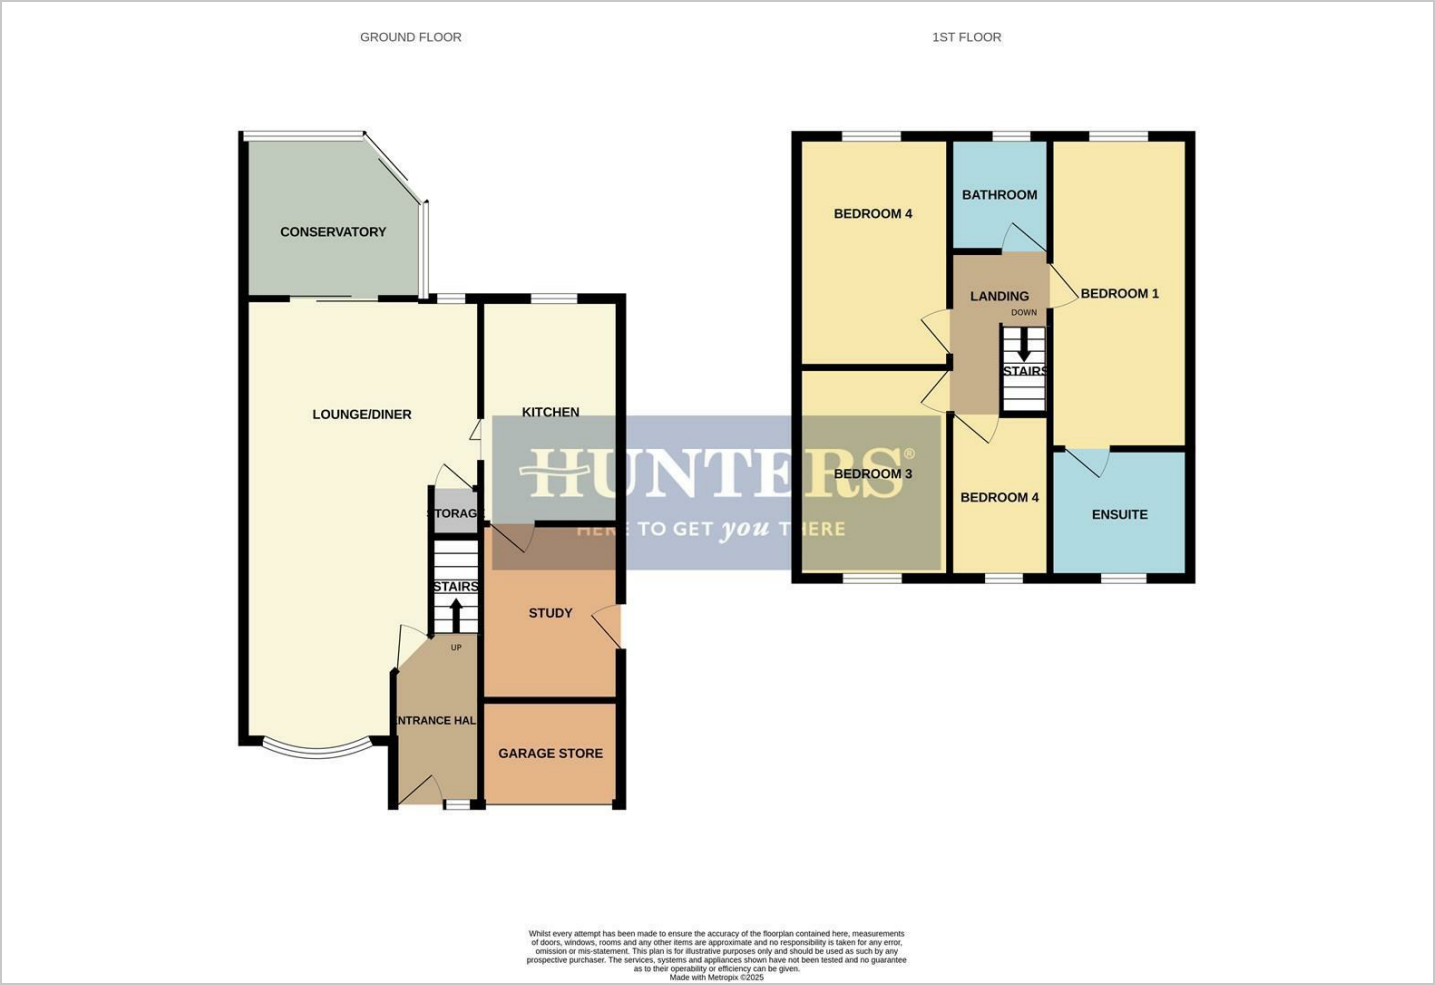 GROUND FLOOR
1ST FLOOR
CONSERVATORY
LOUNGE/DINER
KITCHEN
STORAGE
STAIRS
UP
STUDY
ENTRANCE HALL
GARAGE STORE
BEDROOM 4
BATHROOM
BEDROOM 1
LANDING
DOWN
STAIRS
BEDROOM 3
BEDROOM 4
ENSUITE
HUNTERS®
HERE TO GET you THERE
Whilst every attempt has been made to ensure the accuracy of the floorplan contained here, measurements
of doors, windows, rooms and any other items are approximate and no responsibility is taken for any error,
omission or mis-statement. This plan is for illustrative purposes only and should be used as such by any
prospective purchaser. The services, systems and appliances shown have not been tested and no guarantee
as to their operability or efficiency can be given.
Made with Metropix ©2025